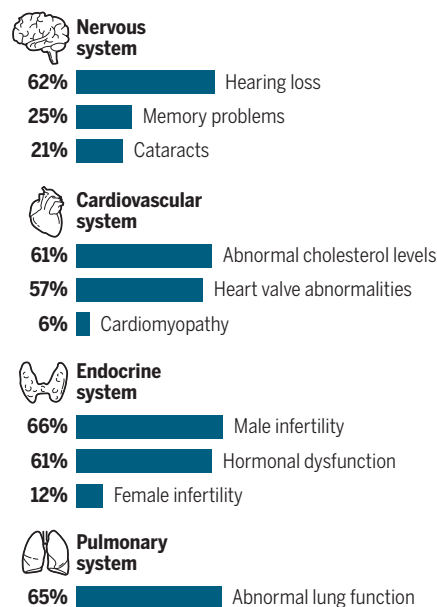 Nervous
system
62% Hearing loss
25% Memory problems
21% Cataracts
Cardiovascular
system
61% Abnormal cholesterol levels
57% Heart valve abnormalities
6% Cardiomyopathy
Endocrine
system
66% Male infertility
61% Hormonal dysfunction
12% Female infertility
Pulmonary
system
65% Abnormal lung function